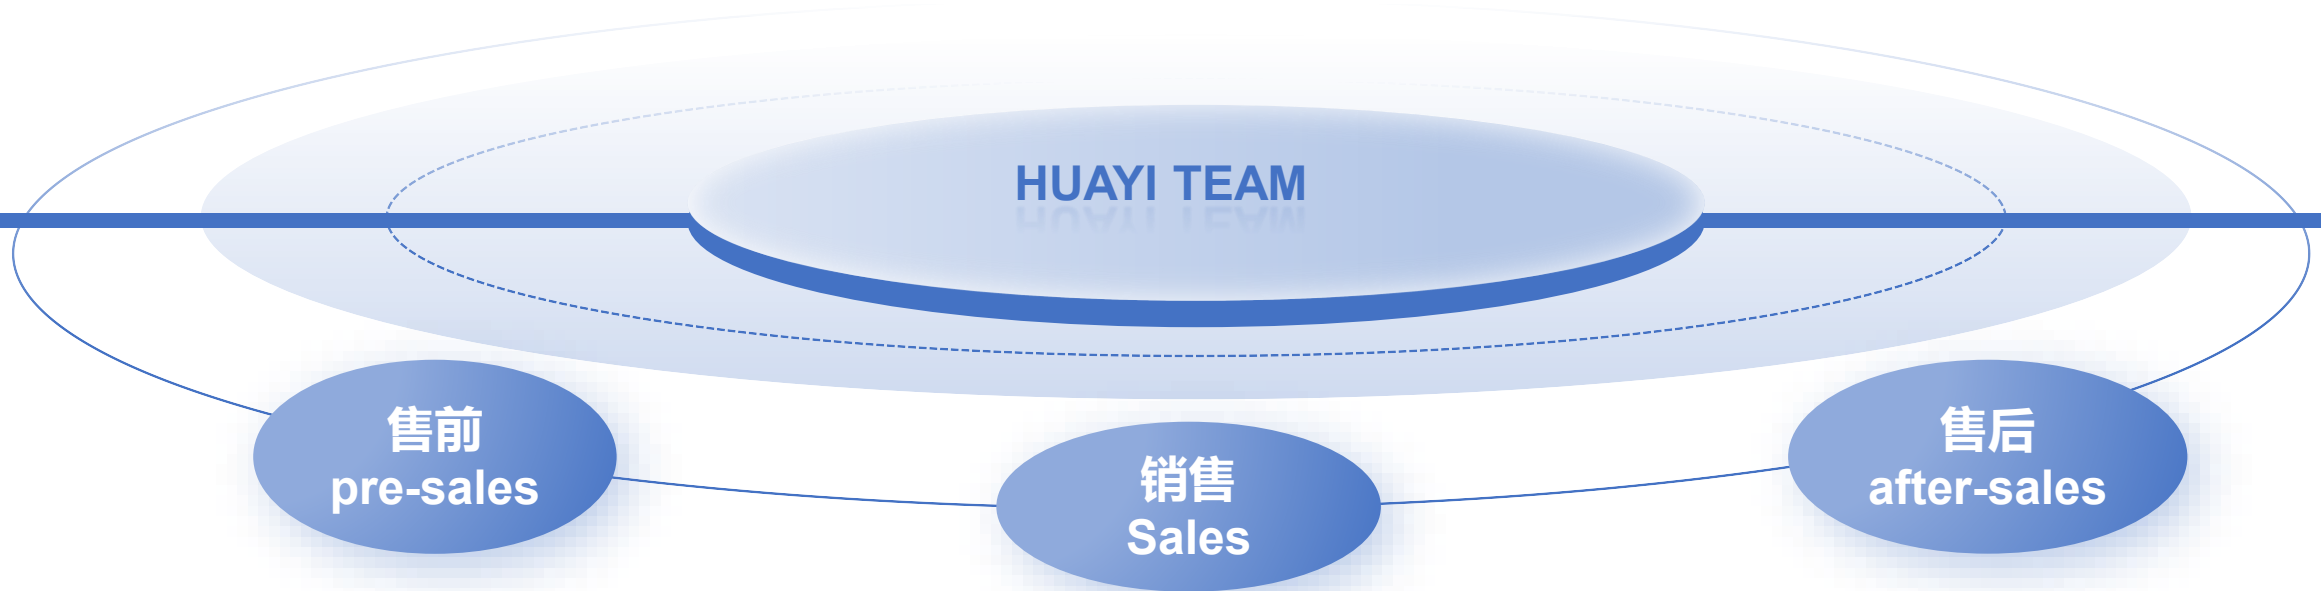 HUAYI TEAM
售前
pre-sales
销售
Sales
售后
after-sales